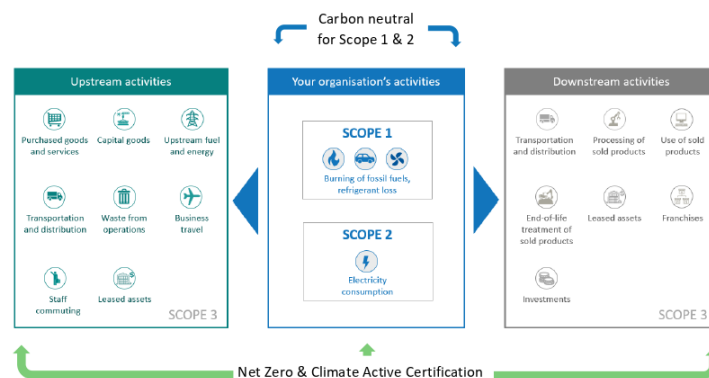 Carbon neutral
for Scope 1 & 2
Upstream activities
Purchased goods
and services
Capital goods
Upstream fuel
and energy
Transportation
and distribution
Waste from
operations
Business
travel
Staff
commuting
Leased assets
SCOPE 3
Your organisation's activities
SCOPE 1
Burning of fossil fuels,
refrigerant loss
SCOPE 2
Electricity
consumption
Downstream activities
Transportation
and distribution
Processing of
sold products
Use of sold
products
End-of-life
treatment of
sold products
Leased assets
Franchises
Investments
SCOPE 3
Net Zero & Climate Active Certification